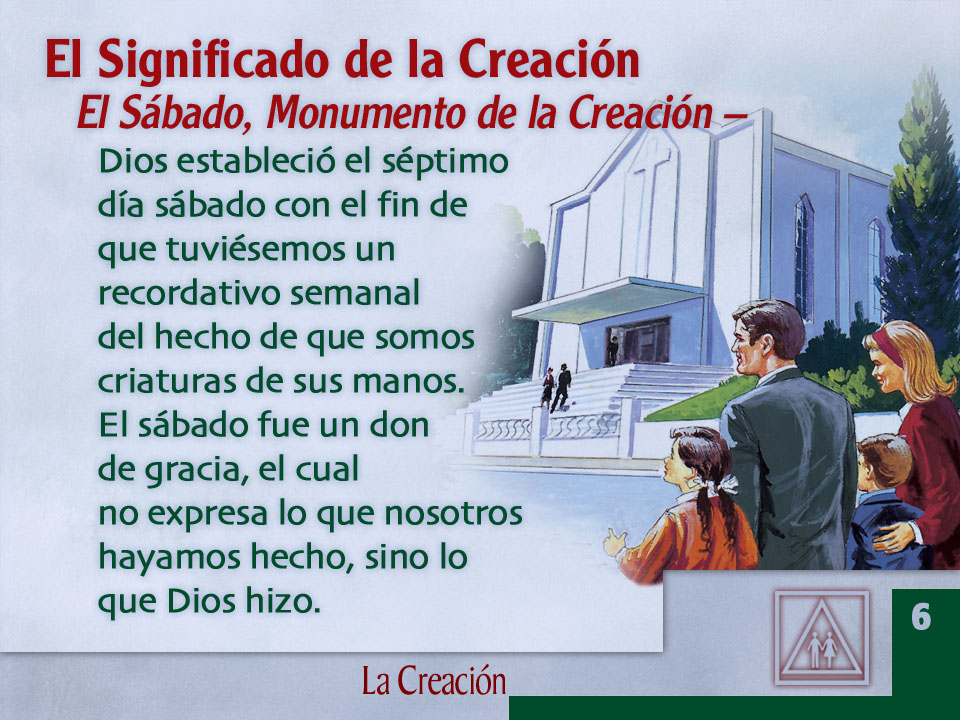 El Significado de la Creación
El Sábado, Monumento de la Creación –
Dios estableció el séptimo
día sábado con el fin de
que tuviésemos un
recordativo semanal
del hecho de que somos
criaturas de sus manos.
El sábado fue un don
de gracia, el cual
no expresa lo que nosotros
hayamos hecho, sino lo
que Dios hizo.
6
La Creación